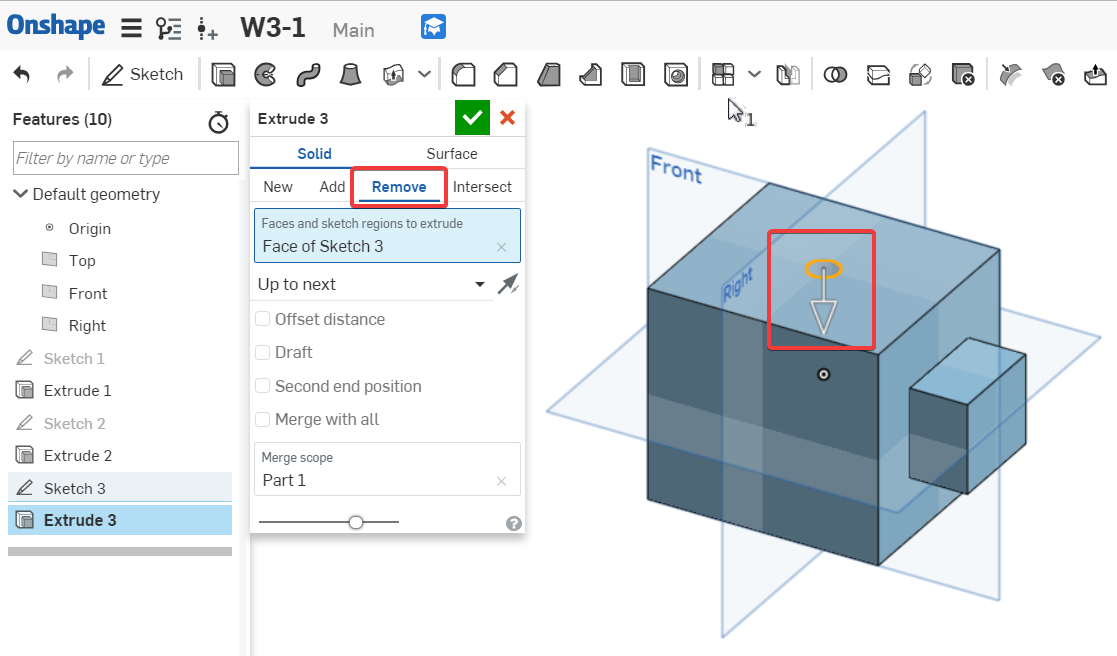 Onshape W3-1 Main
Sketch
Features (10)
Filter by name or type
Default geometry
Origin
Top
Front
Right
Sketch 1
Extrude 1
Sketch 2
Extrude 2
Sketch 3
Extrude 3
Extrude 3
Solid Surface
New Add Remove Intersect
Faces and sketch regions to extrude
Face of Sketch 3
Up to next
Offset distance
Draft
Second end position
Merge with all
Merge scope
Part 1
?
1
Front
Right